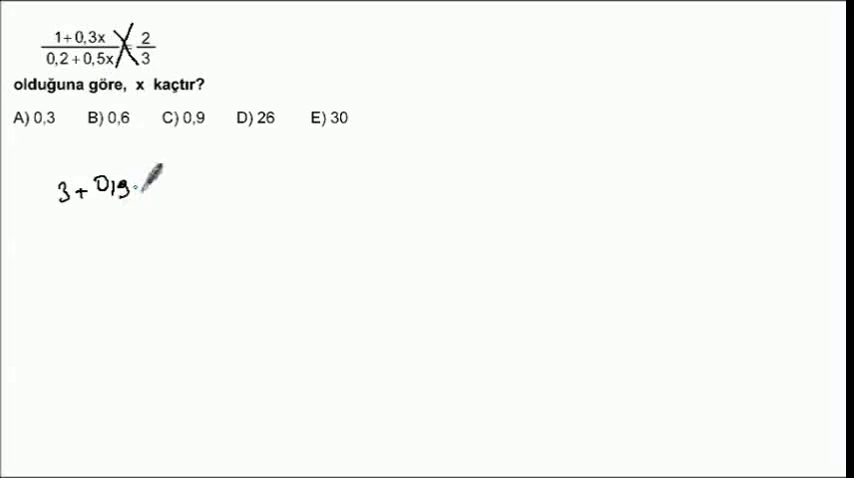 1+0,3x / 0,2+0,5x = 2/3
olduğuna göre, x kaçtır?
A) 0,3 B) 0,6 C) 0,9 D) 26 E) 30
3 + 0,9.